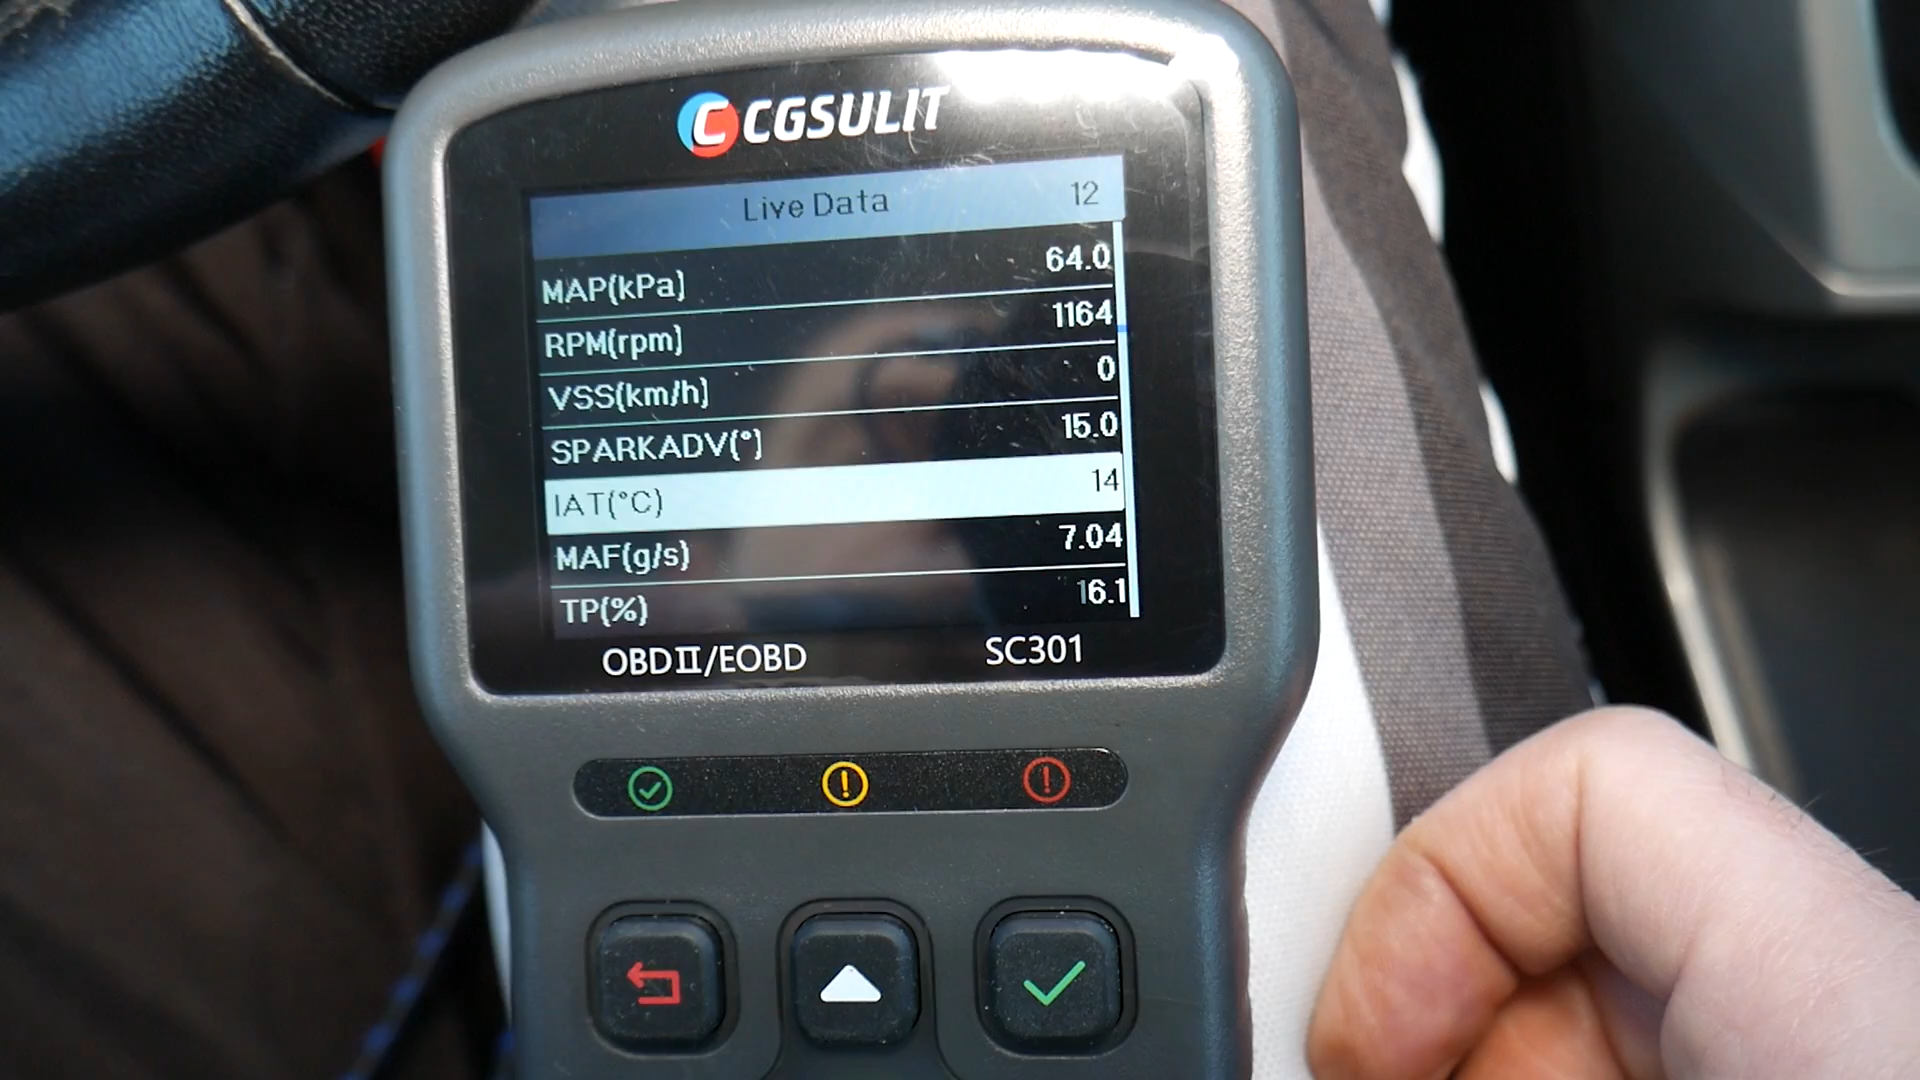 CGSULIT
Live Data 12
MAP(kPa) 64.0
RPM(rpm) 1164
VSS(km/h) 0
SPARKADV(°) 15.0
IAT(°C) 14
MAF(g/s) 7.04
TP(%) 16.1
OBDII/EOBD SC301